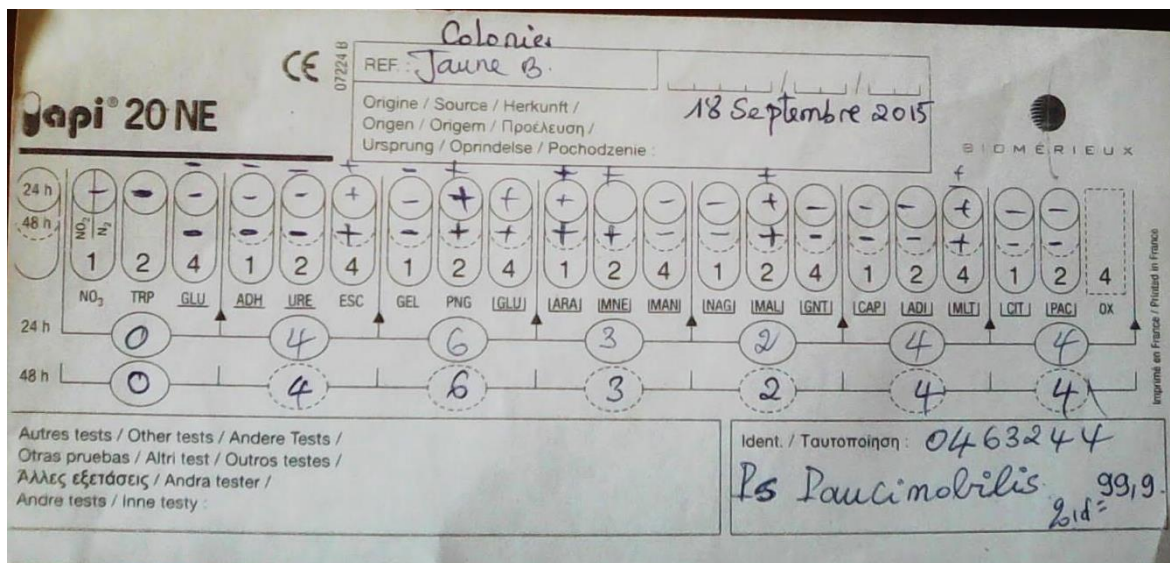 Colonies
CE
07224 B
REF. : Jaune B.
18 Septembre 2015
api® 20 NE
Origine / Source / Herkunft /
Origen / Origem / Προέλευση /
Ursprung / Oprindelse / Pochodzenie :
BIOMÉRIEUX
- - - + - + + + + +
24 h + - - - - + - + + + - - + - - - + - -
48 h - - - + - + + + + - - + - - - + - -
NO2 N2
1 2 4 1 2 4 1 2 4 1 2 4 1 2 4 1 2 4 1 2 4
NO3 TRP GLU ADH URE ESC GEL PNG |GLU| |ARA| |MNE| |MAN| |NAG| |MAL| |GNT| |CAP| |ADI| |MLT| |CIT| |PAC| OX
24 h 0 4 6 3 2 4 4
48 h 0 4 6 3 2 4 4
Imprimé en France / Printed in France
Autres tests / Other tests / Andere Tests /
Otras pruebas / Altri test / Outros testes /
Άλλες εξετάσεις / Andra tester /
Andre tests / Inne testy :
Ident. / Ταυτοποίηση : 0463244
Ps Paucimobilis 99,9
%id =